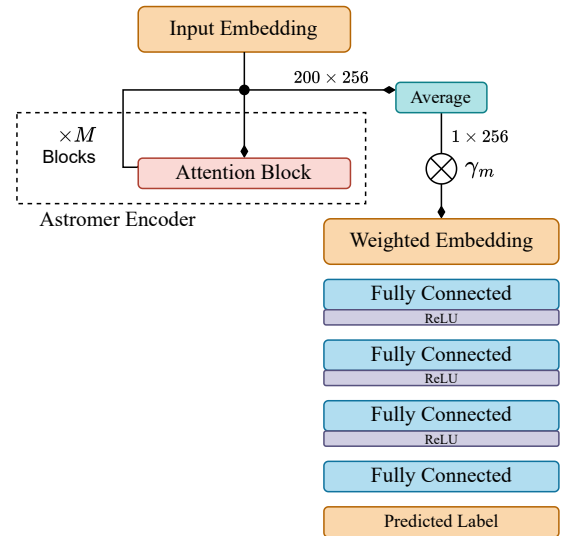 Input Embedding
200 × 256
Average
×M
Blocks
1 × 256
Attention Block
γm
Astromer Encoder
Weighted Embedding
Fully Connected
ReLU
Fully Connected
ReLU
Fully Connected
ReLU
Fully Connected
Predicted Label